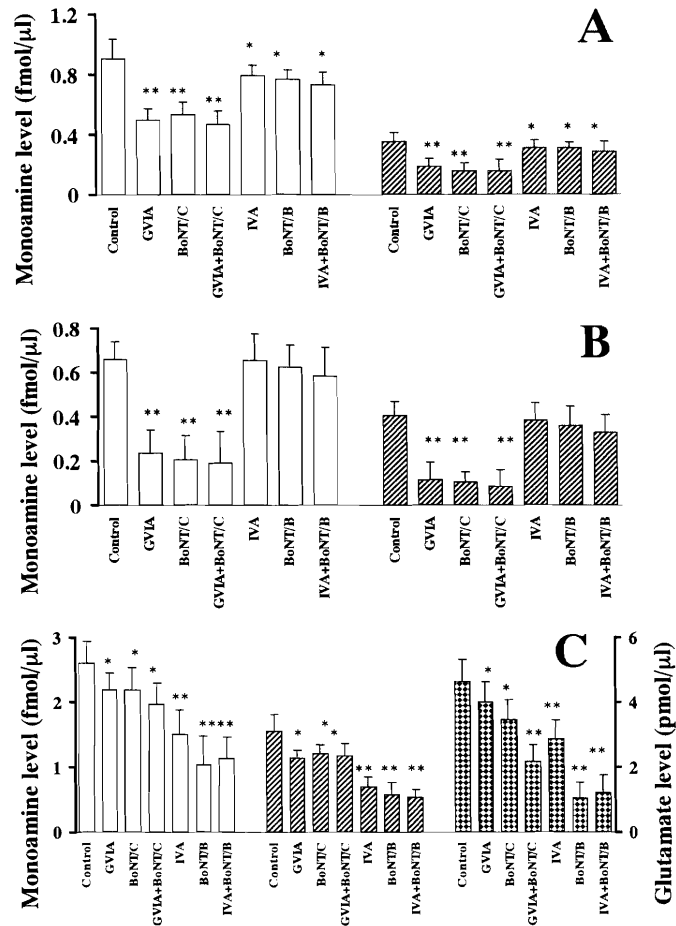 A
Monoamine level (fmol/µl)
1.2
0.8
0.4
0
** ** ** * * *
** ** ** * * *
Control GVIA BoNT/C GVIA+BoNT/C IVA BoNT/B IVA+BoNT/B
Control GVIA BoNT/C GVIA+BoNT/C IVA BoNT/B IVA+BoNT/B
B
Monoamine level (fmol/µl)
0.8
0.6
0.4
0.2
0
** ** **
** ** **
Control GVIA BoNT/C GVIA+BoNT/C IVA BoNT/B IVA+BoNT/B
Control GVIA BoNT/C GVIA+BoNT/C IVA BoNT/B IVA+BoNT/B
C
Monoamine level (fmol/µl)
3
2
1
0
* * * ** ** **
* * * ** ** **
* * ** ** ** **
6
4
2
0
Glutamate level (pmol/µl)
Control GVIA BoNT/C GVIA+BoNT/C IVA BoNT/B IVA+BoNT/B
Control GVIA BoNT/C GVIA+BoNT/C IVA BoNT/B IVA+BoNT/B
Control GVIA BoNT/C GVIA+BoNT/C IVA BoNT/B IVA+BoNT/B